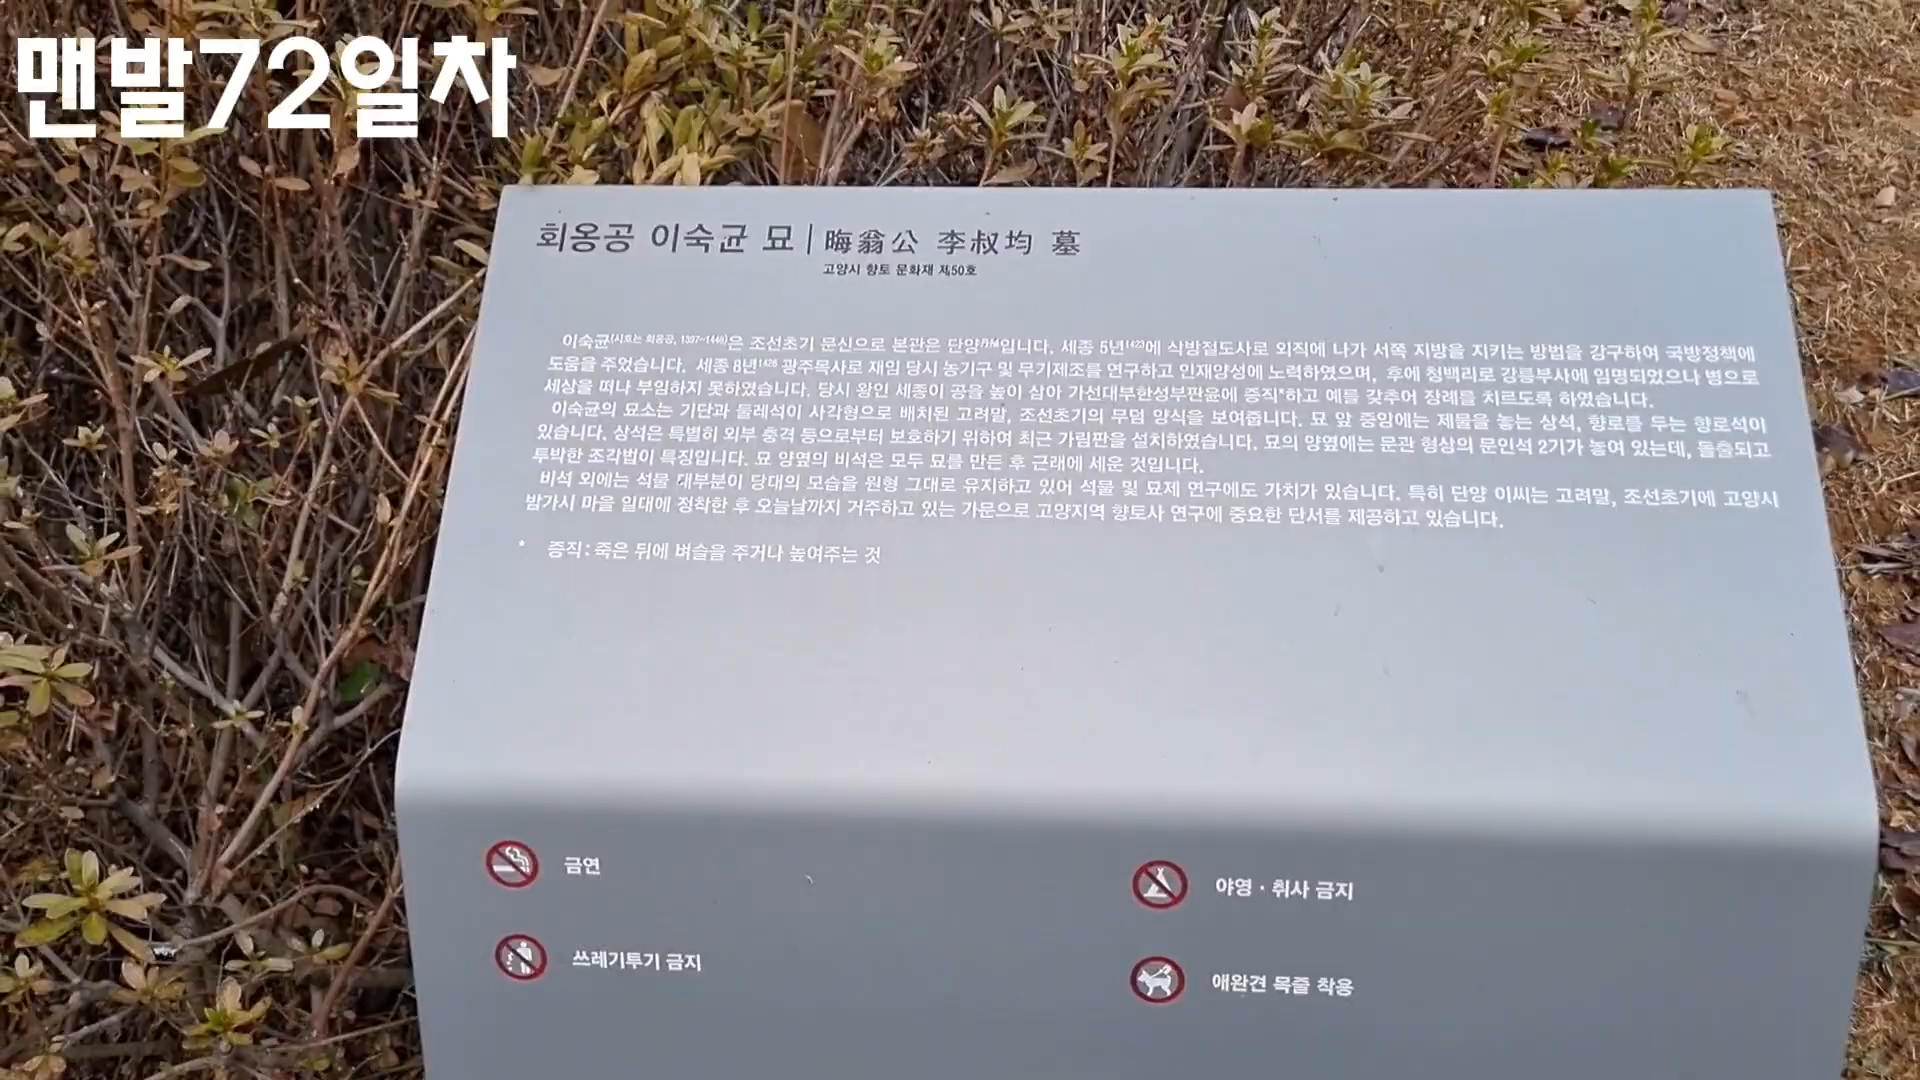 맨발72일차
회옹공 이숙균 묘 | 晦翁公 李叔均 墓
고양시 향토 문화재 제50호
이숙균(시호는 회옹공,은 조선초기 문신으로 본관은 단양입니다. 세종 5년1423에 삭방절도사로 외직에 나가 서쪽 지방을 지키는 방법을 강구하여 국방정책에
도움을 주었습니다. 세종 8년1426 광주목사로 재임 당시 농기구 및 무기제조를 연구하고 인재양성에 노력하였으며, 후에 청백리로 강릉부사에 임명되었으나 병으로
세상을 떠나 부임하지 못하였습니다. 당시 왕인 세종이 공을 높이 삼아 가선대부한성부판윤에 증직*하고 예를 갖추어 장례를 치르도록 하였습니다.
이숙균의 묘소는 기단과 둘레석이 사각형으로 배치된 고려말, 조선초기의 무덤 양식을 보여줍니다. 묘 앞 중앙에는 제물을 놓는 상석, 향로를 두는 향로석이
있습니다. 상석은 특별히 외부 충격 등으로부터 보호하기 위하여 최근 가림판을 설치하였습니다. 묘의 양옆에는 문관 형상의 문인석 2기가 놓여 있는데, 돌출되고
투박한 조각법이 특징입니다. 묘 양옆의 비석은 모두 묘를 만든 후 근래에 세운 것입니다.
비석 외에는 석물 대부분이 당대의 모습을 원형 그대로 유지하고 있어 석물 및 묘제 연구에도 가치가 있습니다. 특히 단양 이씨는 고려말, 조선초기에 고양시
밤가시 마을 일대에 정착한 후 오늘날까지 거주하고 있는 가문으로 고양지역 향토사 연구에 중요한 단서를 제공하고 있습니다.
* 증직 : 죽은 뒤에 벼슬을 주거나 높여주는 것
금연
야영 · 취사 금지
쓰레기투기 금지
애완견 목줄 착용